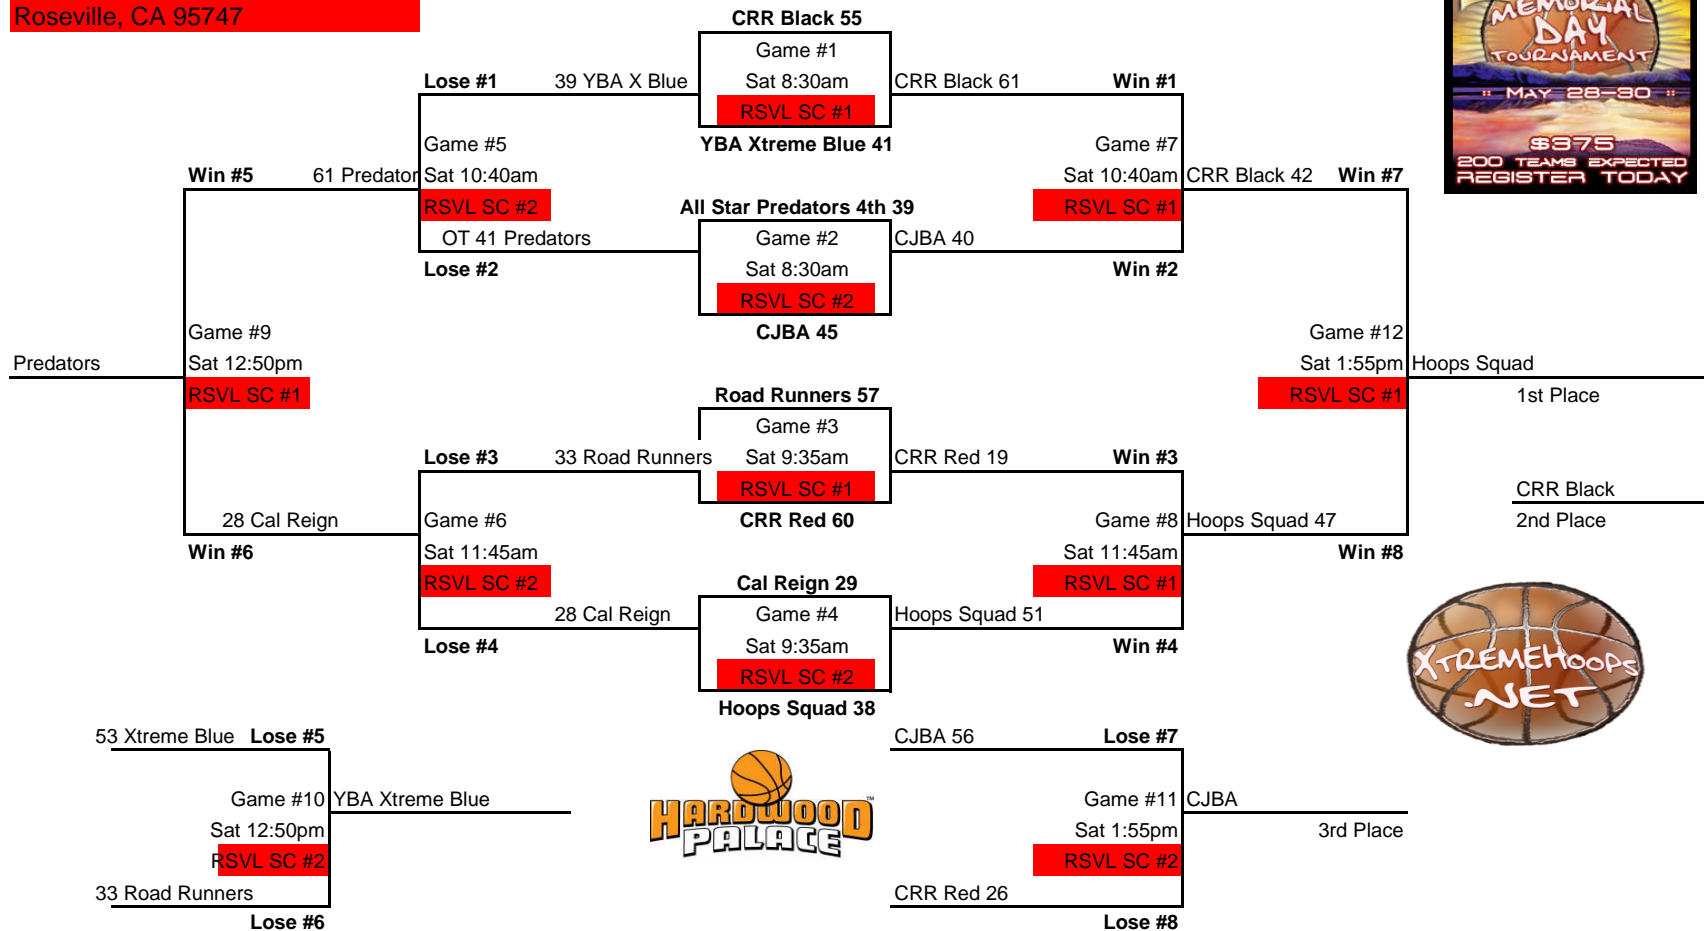 Roseville, CA 95747
CRR Black 55
MEMORIAL
DAY
TOURNAMENT
:: MAY 28-30 ::
$375
200 TEAMS EXPECTED
REGISTER TODAY
Game #1
Lose #1 39 YBA X Blue Sat 8:30am CRR Black 61 Win #1
RSVL SC #1
Game #5 YBA Xtreme Blue 41 Game #7
Win #5 61 Predator Sat 10:40am Sat 10:40am CRR Black 42 Win #7
RSVL SC #2 All Star Predators 4th 39 RSVL SC #1
OT 41 Predators Game #2 CJBA 40
Lose #2 Sat 8:30am Win #2
RSVL SC #2
Game #9 CJBA 45 Game #12
Predators Sat 12:50pm Sat 1:55pm Hoops Squad
RSVL SC #1 Road Runners 57 RSVL SC #1 1st Place
Game #3
Lose #3 33 Road Runners Sat 9:35am CRR Red 19 Win #3
RSVL SC #1 CRR Black
28 Cal Reign Game #6 CRR Red 60 Game #8 Hoops Squad 47 2nd Place
Win #6 Sat 11:45am Sat 11:45am Win #8
RSVL SC #2 Cal Reign 29 RSVL SC #1
28 Cal Reign Game #4 Hoops Squad 51
Lose #4 Sat 9:35am Win #4
RSVL SC #2
XTREMEHOOPS
.NET
Hoops Squad 38
53 Xtreme Blue Lose #5 CJBA 56 Lose #7
Game #10 YBA Xtreme Blue Game #11 CJBA
HARDWOOD™
PALACE
Sat 12:50pm Sat 1:55pm 3rd Place
RSVL SC #2 RSVL SC #2
33 Road Runners CRR Red 26
Lose #6 Lose #8